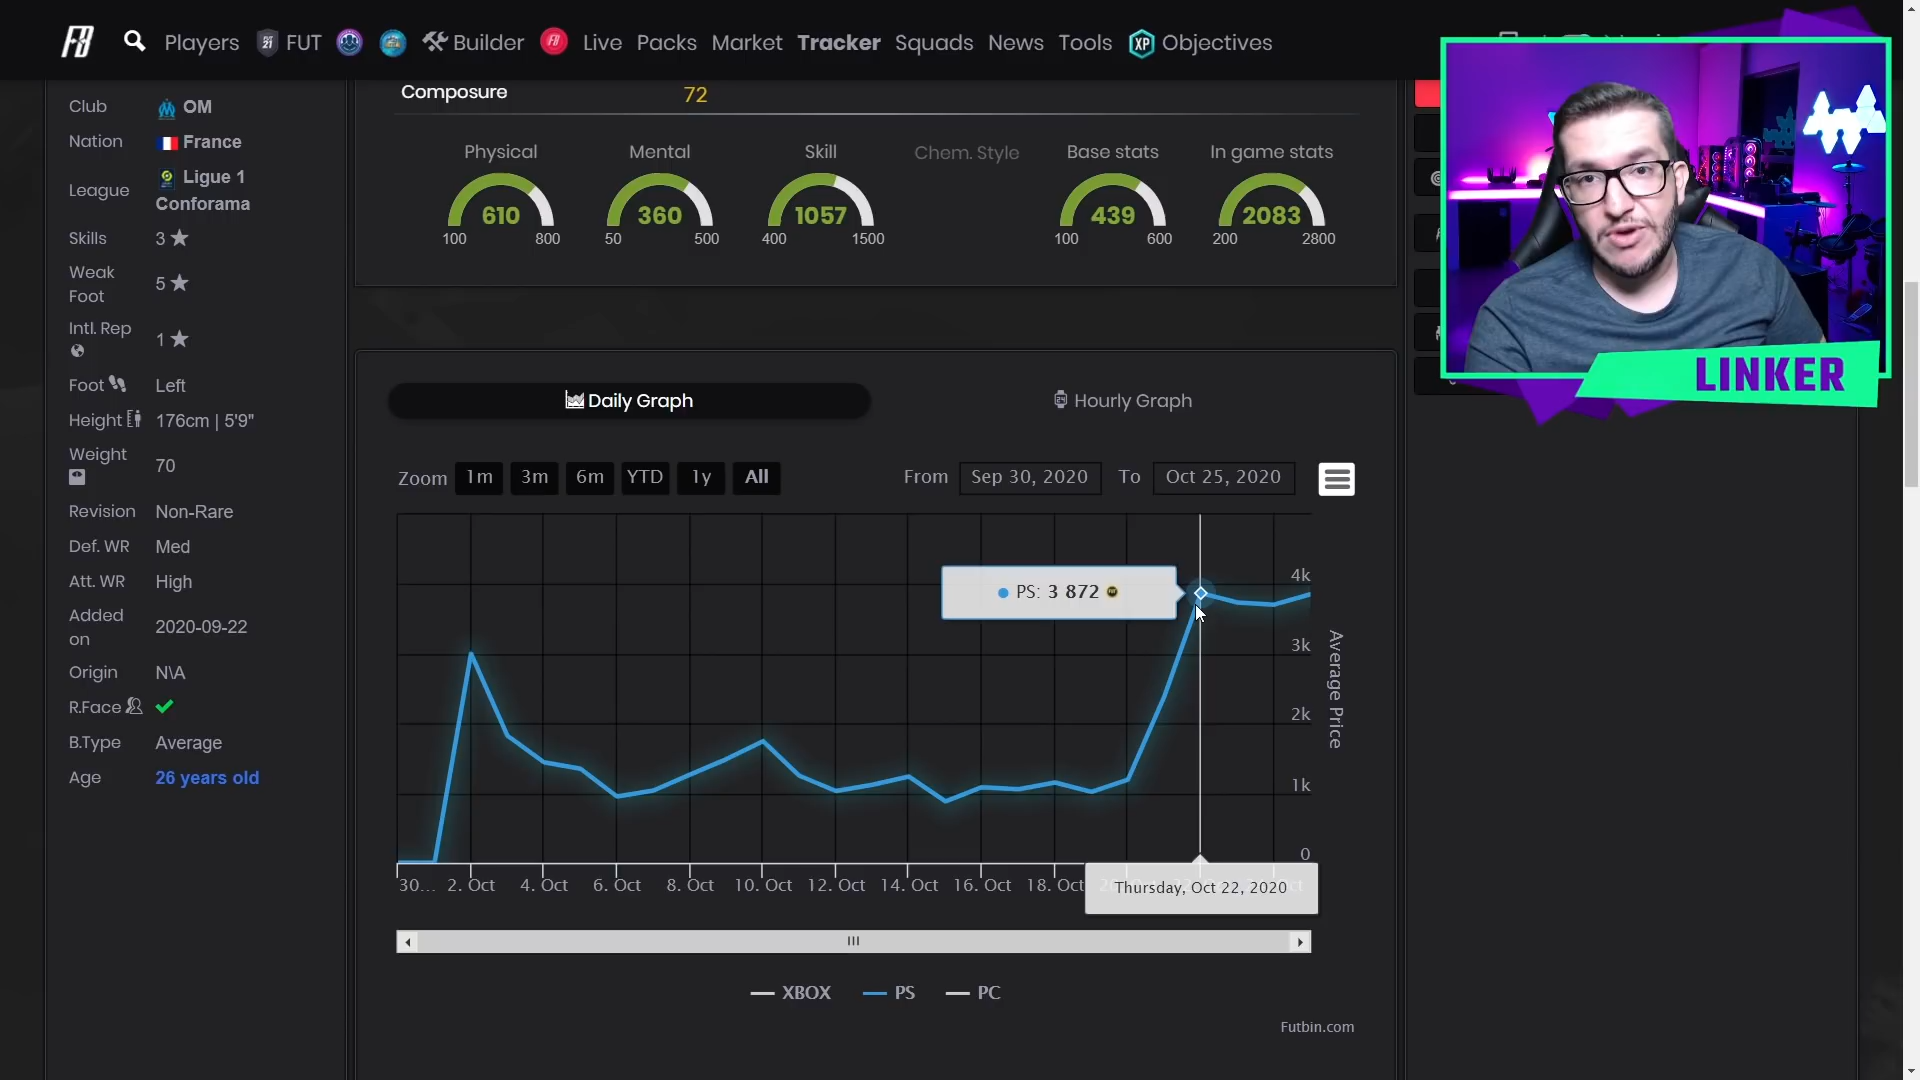 Players FUT Builder Live Packs Market Tracker Squads News Tools XP Objectives
Club OM
Nation France
League Ligue 1
Conforama
Skills 3
Weak
Foot 5
Intl. Rep 1
Foot Left
Height 176cm | 5'9"
Weight 70
Revision Non-Rare
Def. WR Med
Att. WR High
Added
on 2020-09-22
Origin N\A
R.Face
B.Type Average
Age 26 years old
Composure 72
Physical Mental Skill Chem. Style Base stats In game stats
610 360 1057 439 2083
100 800 50 500 400 1500 100 600 200 2800
Daily Graph Hourly Graph
Zoom 1m 3m 6m YTD 1y All From Sep 30, 2020 To Oct 25, 2020
PS: 3 872
4k
3k
2k
1k
0
Average Price
30... 2. Oct 4. Oct 6. Oct 8. Oct 10. Oct 12. Oct 14. Oct 16. Oct 18. Oct
Thursday, Oct 22, 2020
XBOX PS PC
Futbin.com
LINKER